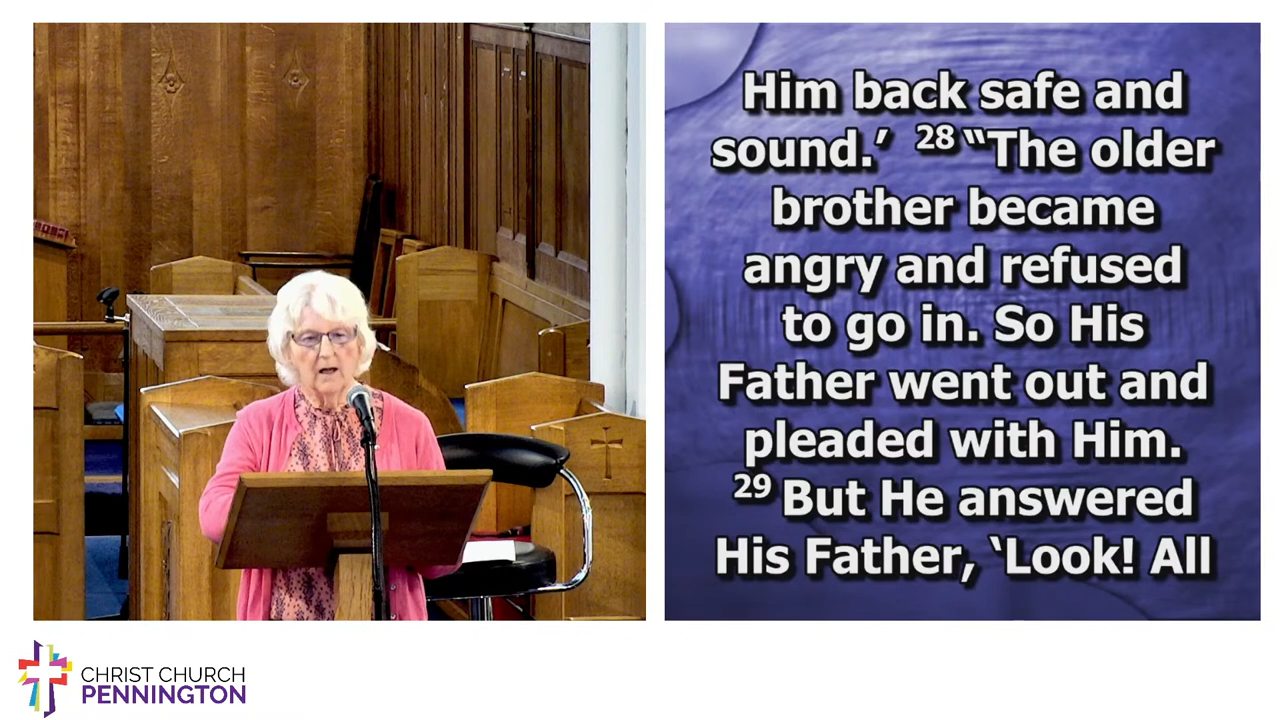 Him back safe and
sound.’ 28 “The older
brother became
angry and refused
to go in. So His
Father went out and
pleaded with Him.
29 But He answered
His Father, ‘Look! All
CHRIST CHURCH
PENNINGTON